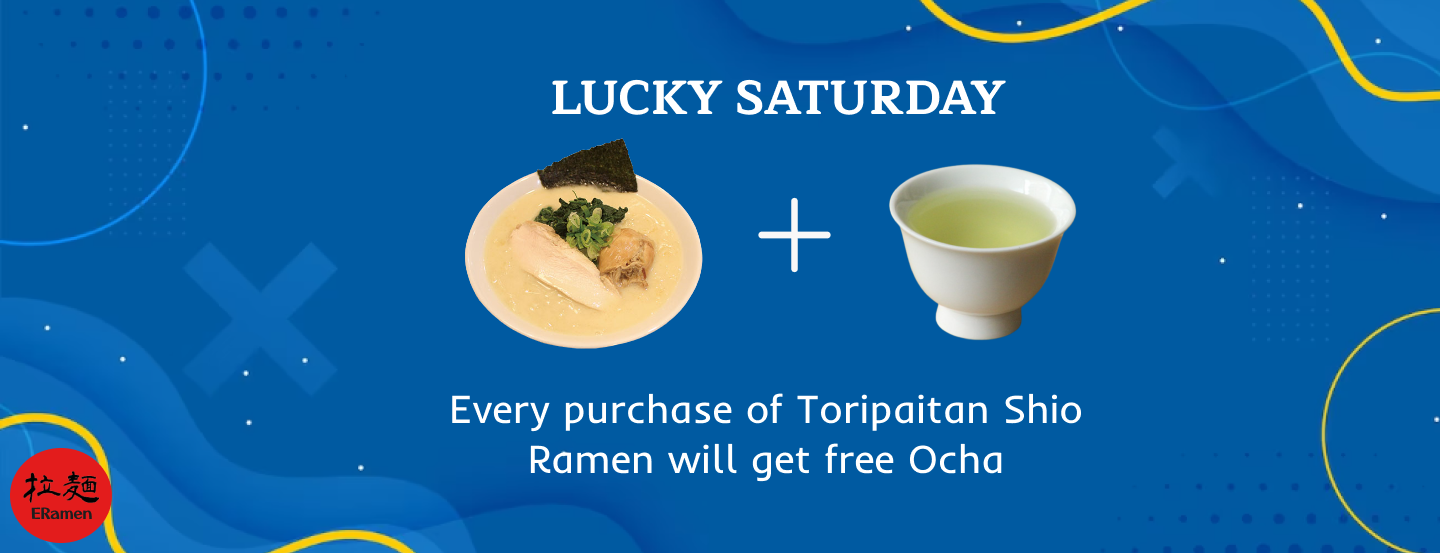 LUCKY SATURDAY
Every purchase of Toripaitan Shio
Ramen will get free Ocha
拉麺
ERamen